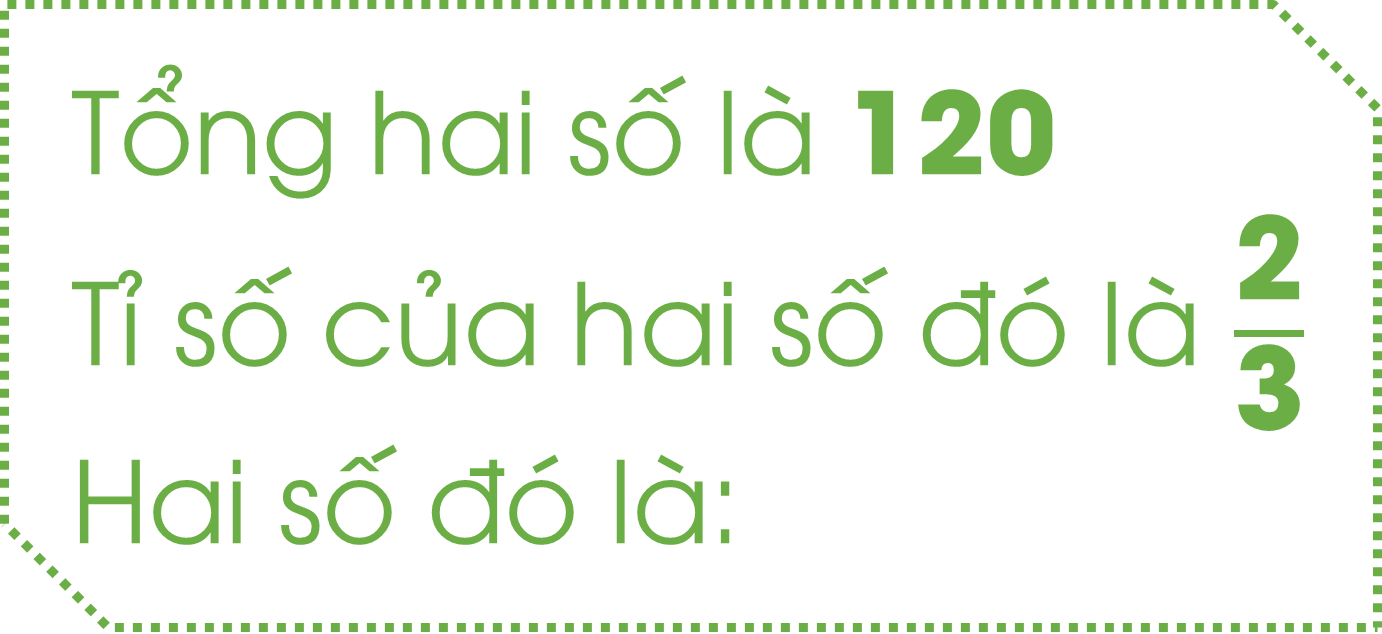 Tổng hai số là 120
Tỉ số của hai số đó là 2/3
Hai số đó là: